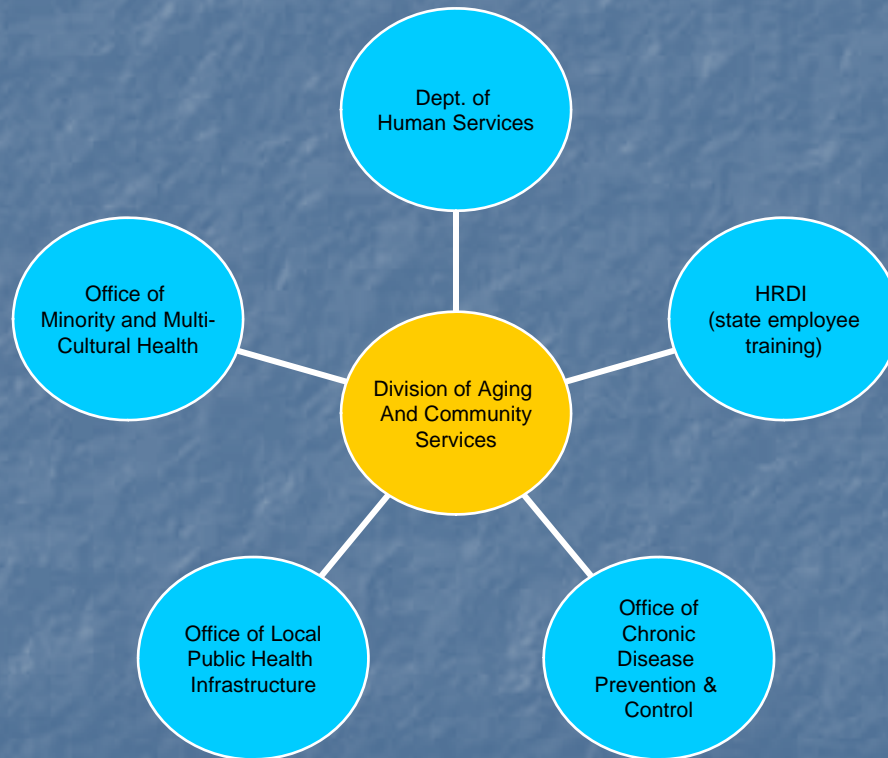 Dept. of
Human Services
Office of
Minority and Multi-
Cultural Health
HRDI
(state employee
training)
Division of Aging
And Community
Services
Office of Local
Public Health
Infrastructure
Office of
Chronic
Disease
Prevention &
Control